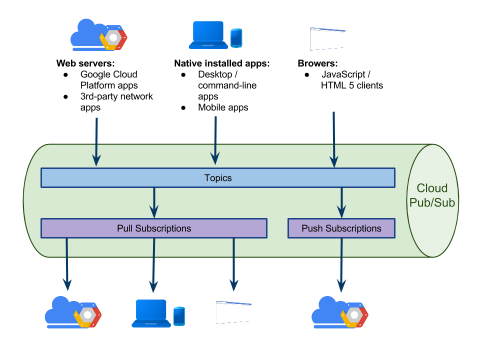 Web servers:
● Google Cloud
Platform apps
● 3rd-party network
apps
Native installed apps:
● Desktop /
command-line
apps
● Mobile apps
Browsers:
● JavaScript /
HTML 5 clients
Topics
Cloud
Pub/Sub
Pull Subscriptions
Push Subscriptions